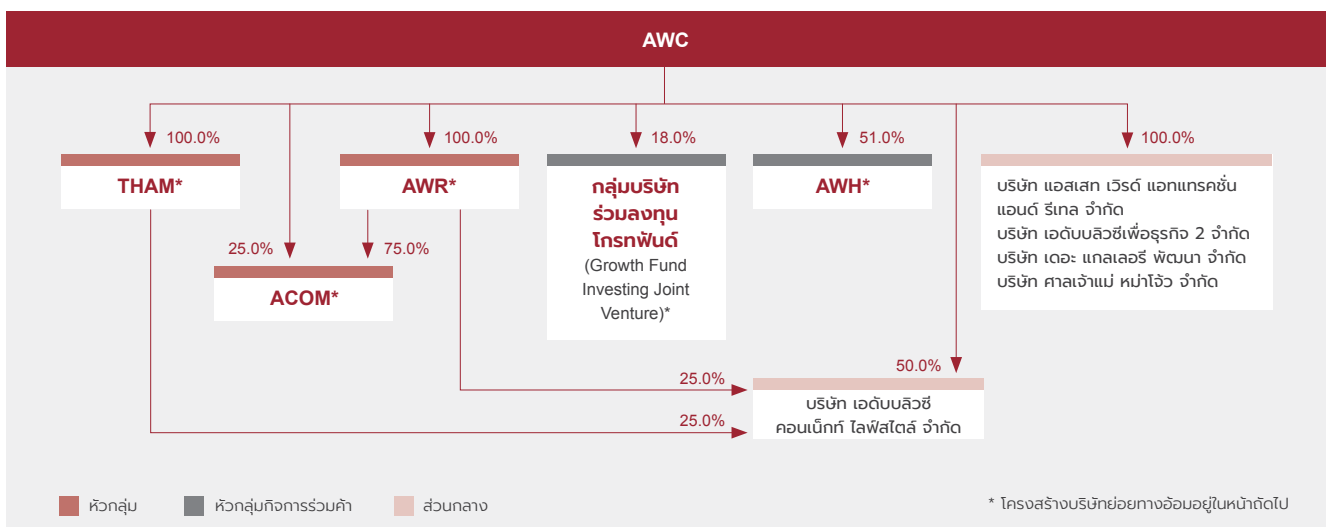 AWC
100.0%
100.0%
18.0%
51.0%
100.0%
THAM*
AWR*
กลุ่มบริษัท
ร่วมลงทุน
โกรทฟันด์
(Growth Fund
Investing Joint
Venture)*
AWH*
บริษัท แอสเสท เวิรด์ แอทแทรคชั่น
แอนด์ รีเทล จำกัด
บริษัท เอดับบลิวซีเพื่อธุรกิจ 2 จำกัด
บริษัท เดอะ แกลเลอรี พัฒนา จำกัด
บริษัท ศาลเจ้าแม่ หม่าโจ้ว จำกัด
25.0%
75.0%
ACOM*
50.0%
25.0%
25.0%
บริษัท เอดับบลิวซี
คอนเน็กท์ ไลฟ์สไตล์ จำกัด
หัวกลุ่ม
หัวกลุ่มกิจการร่วมค้า
ส่วนกลาง
* โครงสร้างบริษัทย่อยทางอ้อมอยู่ในหน้าถัดไป